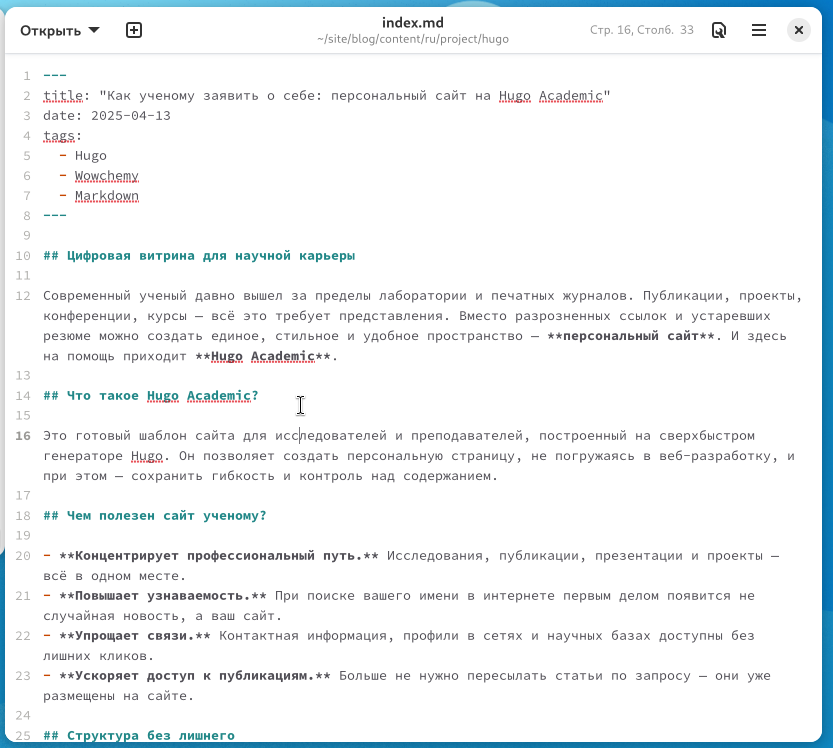 Открыть
index.md
~/site/blog/content/ru/project/hugo
Стр. 16, Столб. 33
1 ---
2 title: "Как ученому заявить о себе: персональный сайт на Hugo Academic"
3 date: 2025-04-13
4 tags:
5 - Hugo
6 - Wowchemy
7 - Markdown
8 ---
9
10 ## Цифровая витрина для научной карьеры
11
12 Современный ученый давно вышел за пределы лаборатории и печатных журналов. Публикации, проекты,
конференции, курсы — всё это требует представления. Вместо разрозненных ссылок и устаревших
резюме можно создать единое, стильное и удобное пространство — **персональный сайт**. И здесь
на помощь приходит **Hugo Academic**.
13
14 ## Что такое Hugo Academic?
15
16 Это готовый шаблон сайта для исследователей и преподавателей, построенный на сверхбыстром
генераторе Hugo. Он позволяет создать персональную страницу, не погружаясь в веб-разработку, и
при этом — сохранить гибкость и контроль над содержанием.
17
18 ## Чем полезен сайт ученому?
19
20 - **Концентрирует профессиональный путь.** Исследования, публикации, презентации и проекты —
всё в одном месте.
21 - **Повышает узнаваемость.** При поиске вашего имени в интернете первым делом появится не
случайная новость, а ваш сайт.
22 - **Упрощает связи.** Контактная информация, профили в сетях и научных базах доступны без
лишних кликов.
23 - **Ускоряет доступ к публикациям.** Больше не нужно пересылать статьи по запросу — они уже
размещены на сайте.
24
25 ## Структура без лишнего